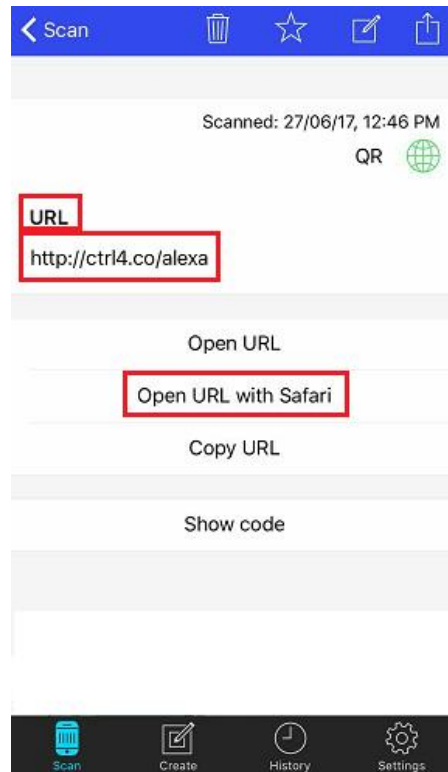 Scan
Scanned: 27/06/17, 12:46 PM
QR
URL
http://ctrl4.co/alexa
Open URL
Open URL with Safari
Copy URL
Show code
Scan Create History Settings